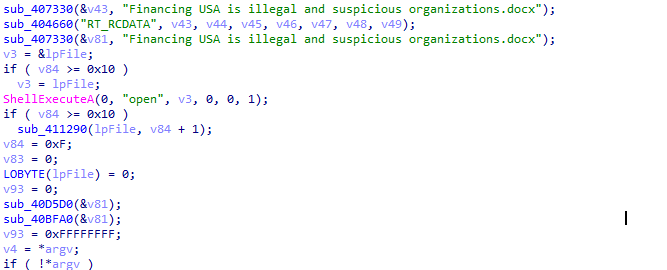 sub_407330(&v43, "Financing USA is illegal and suspicious organizations.docx");
sub_404660("RT_RCDATA", v43, v44, v45, v46, v47, v48, v49);
sub_407330(&v81, "Financing USA is illegal and suspicious organizations.docx");
v3 = &lpFile;
if ( v84 >= 0x10 )
v3 = lpFile;
ShellExecuteA(0, "open", v3, 0, 0, 1);
if ( v84 >= 0x10 )
sub_411290(lpFile, v84 + 1);
v84 = 0xF;
v83 = 0;
LOBYTE(lpFile) = 0;
v93 = 0;
sub_40D5D0(&v81);
sub_40BFA0(&v81);
v93 = 0xFFFFFFFF;
v4 = *argv;
if ( !*argv )